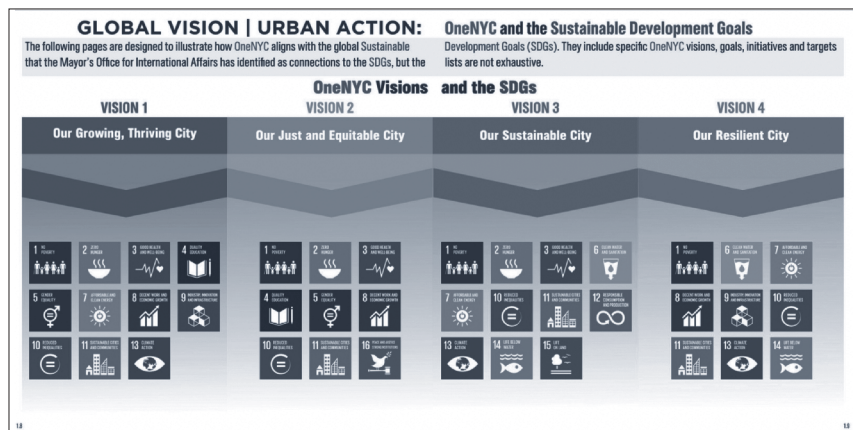 GLOBAL VISION | URBAN ACTION:
The following pages are designed to illustrate how OneNYC aligns with the global Sustainable
that the Mayor's Office for International Affairs has identified as connections to the SDGs, but the
OneNYC and the Sustainable Development Goals
Development Goals (SDGs). They include specific OneNYC visions, goals, initiatives and targets
lists are not exhaustive.
OneNYC Visions and the SDGs
VISION 1
Our Growing, Thriving City
1 NO
POVERTY
2 ZERO
HUNGER
3 GOOD HEALTH
AND WELL-BEING
4 QUALITY
EDUCATION
5 GENDER
EQUALITY
7 AFFORDABLE AND
CLEAN ENERGY
8 DECENT WORK AND
ECONOMIC GROWTH
9 INDUSTRY, INNOVATION
AND INFRASTRUCTURE
10 REDUCED
INEQUALITIES
11 SUSTAINABLE CITIES
AND COMMUNITIES
13 CLIMATE
ACTION
VISION 2
Our Just and Equitable City
1 NO
POVERTY
2 ZERO
HUNGER
3 GOOD HEALTH
AND WELL-BEING
4 QUALITY
EDUCATION
5 GENDER
EQUALITY
8 DECENT WORK AND
ECONOMIC GROWTH
10 REDUCED
INEQUALITIES
11 SUSTAINABLE CITIES
AND COMMUNITIES
16 PEACE AND JUSTICE
VISION 3
Our Sustainable City
1 NO
POVERTY
2 ZERO
HUNGER
3 GOOD HEALTH
AND WELL-BEING
6 CLEAN WATER
AND SANITATION
7 AFFORDABLE AND
CLEAN ENERGY
10 REDUCED
INEQUALITIES
11 SUSTAINABLE CITIES
AND COMMUNITIES
12 RESPONSIBLE
CONSUMPTION
AND PRODUCTION
13 CLIMATE
ACTION
14 LIFE BELOW
WATER
15 LIFE
ON LAND
VISION 4
Our Resilient City
1 NO
POVERTY
6 CLEAN WATER
AND SANITATION
7 AFFORDABLE AND
CLEAN ENERGY
8 DECENT WORK AND
ECONOMIC GROWTH
9 INDUSTRY, INNOVATION
AND INFRASTRUCTURE
10 REDUCED
INEQUALITIES
11 SUSTAINABLE CITIES
AND COMMUNITIES
13 CLIMATE
ACTION
14 LIFE BELOW
WATER